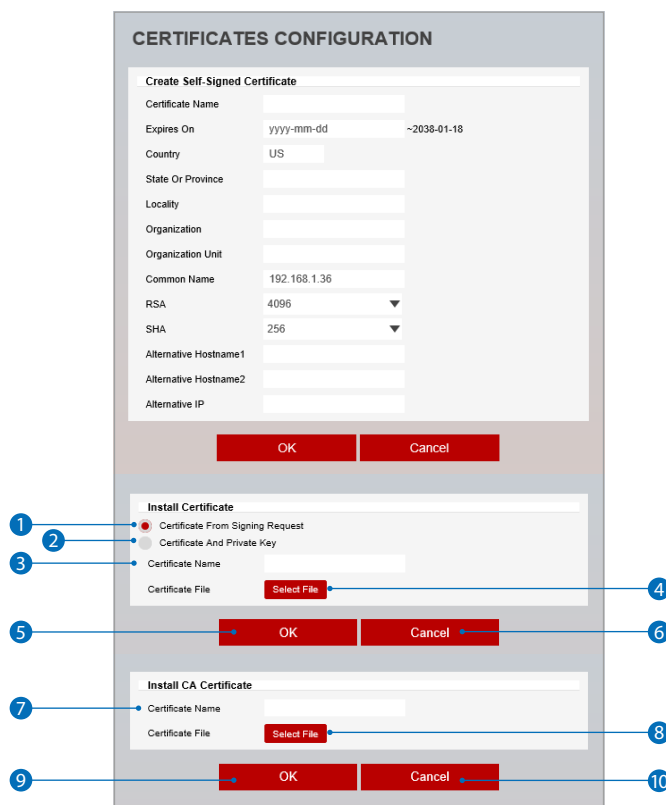 CERTIFICATES CONFIGURATION
Create Self-Signed Certificate
Certificate Name
Expires On yyyy-mm-dd ~2038-01-18
Country US
State Or Province
Locality
Organization
Organization Unit
Common Name 192.168.1.36
RSA 4096
SHA 256
Alternative Hostname1
Alternative Hostname2
Alternative IP
OK Cancel
Install Certificate
1 Certificate From Signing Request
2 Certificate And Private Key
3 Certificate Name
Certificate File Select File 4
5 OK Cancel 6
Install CA Certificate
7 Certificate Name
Certificate File Select File 8
9 OK Cancel 10